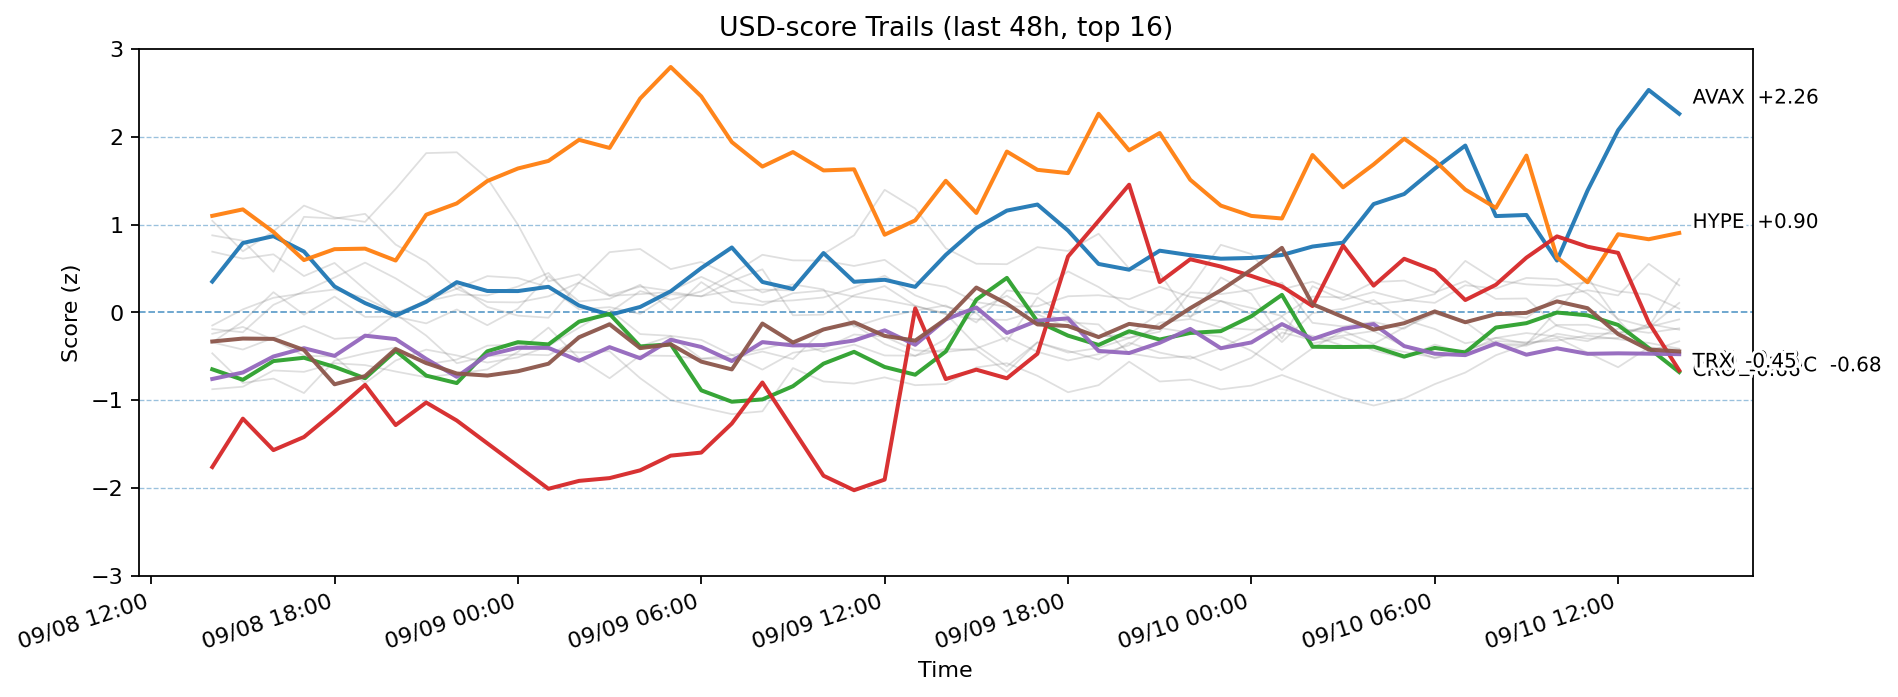 USD-score Trails (last 48h, top 16)
3
AVAX +2.26
2
HYPE +0.90
1
0
TRX -0.45
C -0.68
−1
−2
−3
Score (z)
09/08 12:00
09/08 18:00
09/09 00:00
09/09 06:00
09/09 12:00
09/09 18:00
09/10 00:00
09/10 06:00
09/10 12:00
Time